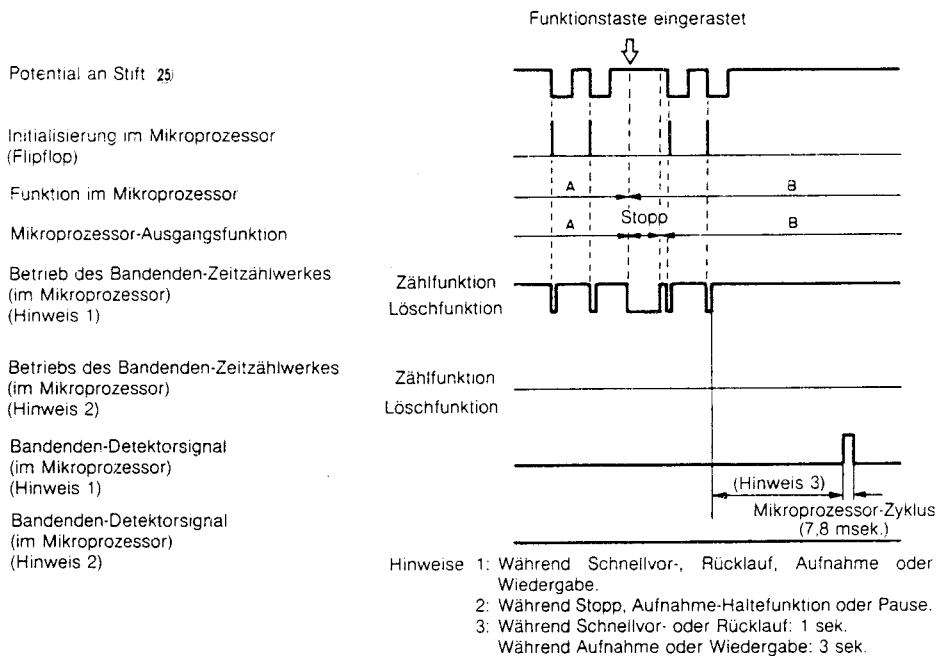 Funktionstaste eingerastet
Potential an Stift 25
Initialisierung im Mikroprozessor
(Flipflop)
Funktion im Mikroprozessor
A
B
Mikroprozessor-Ausgangsfunktion
A
Stopp
B
Betrieb des Bandenden-Zeitzählwerkes
(im Mikroprozessor)
(Hinweis 1)
Zählfunktion
Löschfunktion
Betriebs des Bandenden-Zeitzählwerkes
(im Mikroprozessor)
(Hinweis 2)
Zählfunktion
Löschfunktion
Bandenden-Detektorsignal
(im Mikroprozessor)
(Hinweis 1)
(Hinweis 3)
Mikroprozessor-Zyklus
(7,8 msek.)
Bandenden-Detektorsignal
(im Mikroprozessor)
(Hinweis 2)
Hinweise 1: Während Schnellvor-, Rücklauf, Aufnahme oder
Wiedergabe.
2: Während Stopp, Aufnahme-Haltefunktion oder Pause.
3: Während Schnellvor- oder Rücklauf: 1 sek.
Während Aufnahme oder Wiedergabe: 3 sek.